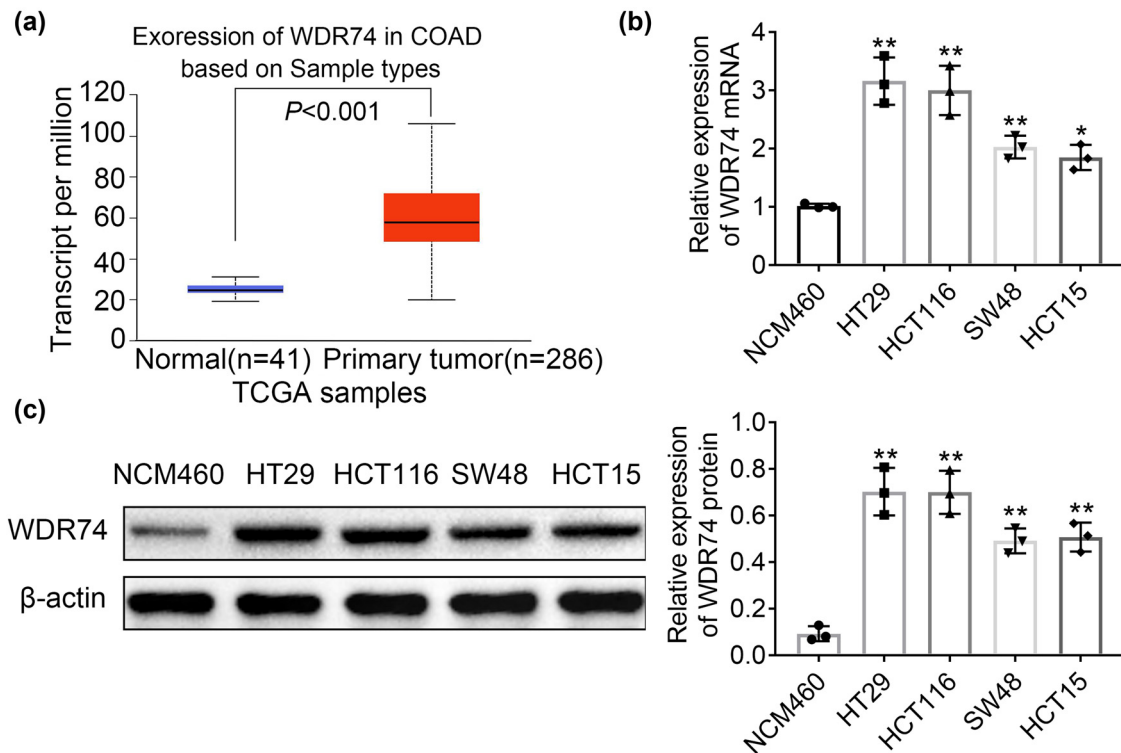 (a)
Exoression of WDR74 in COAD
based on Sample types
P<0.001
Transcript per million
120
100
80
60
40
20
0
Normal(n=41) Primary tumor(n=286)
TCGA samples
(b)
Relative expression
of WDR74 mRNA
4
3
2
1
0
** ** ** *
NCM460 HT29 HCT116 SW48 HCT15
(c)
NCM460 HT29 HCT116 SW48 HCT15
WDR74
β-actin
Relative expression
of WDR74 protein
1.0
0.8
0.6
0.4
0.2
0.0
** ** ** **
NCM460 HT29 HCT116 SW48 HCT15